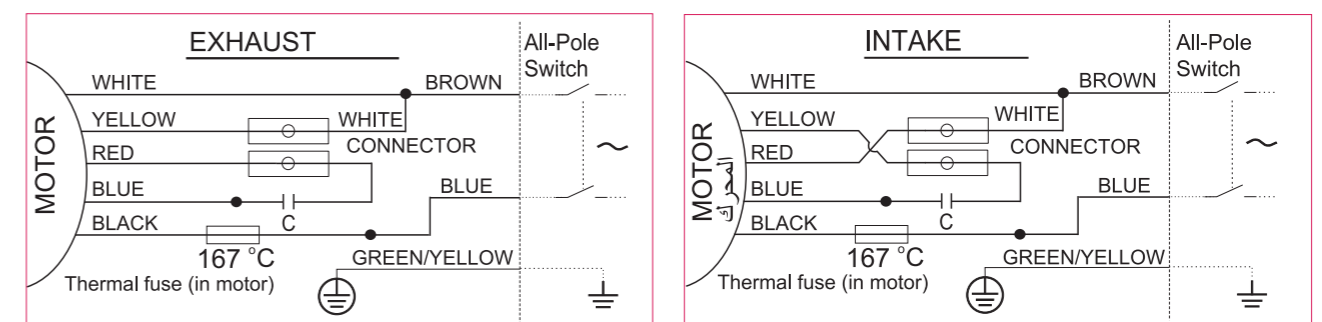 EXHAUST
All-Pole
Switch
WHITE
BROWN
YELLOW
WHITE
CONNECTOR
RED
MOTOR
BLUE
BLUE
C
BLACK
167 °C
GREEN/YELLOW
Thermal fuse (in motor)
~
INTAKE
All-Pole
Switch
WHITE
BROWN
YELLOW
WHITE
CONNECTOR
RED
MOTOR
المحرك
BLUE
BLUE
C
BLACK
167 °C
GREEN/YELLOW
Thermal fuse (in motor)
~